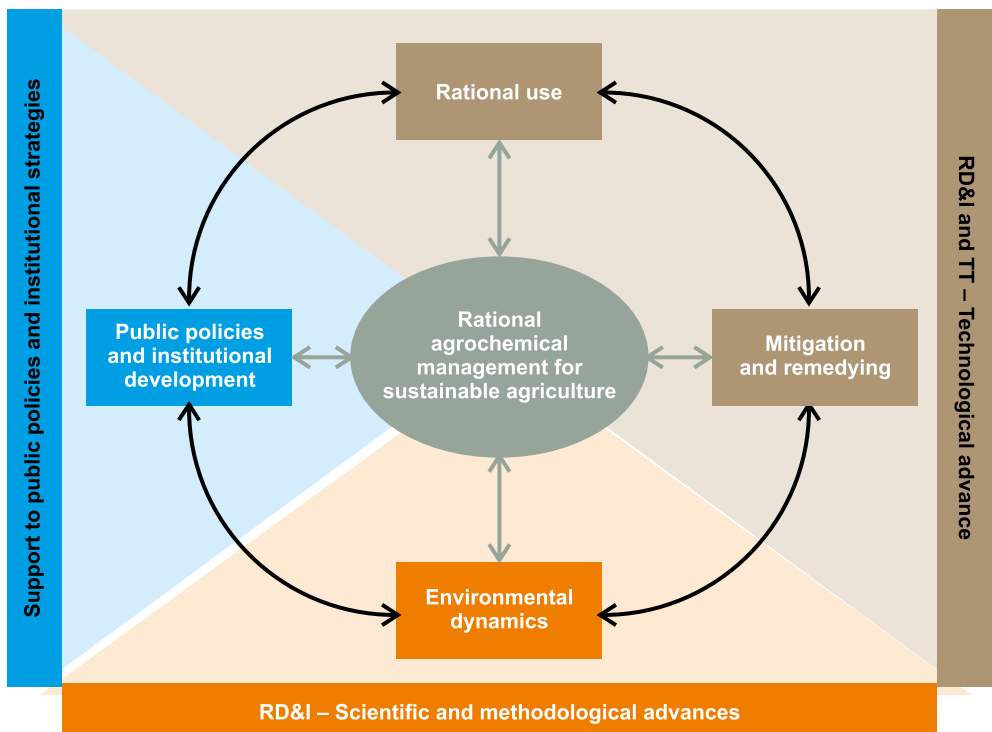 Rational use
Support to public policies and institutional strategies
RD&I and TT – Technological advance
Public policies
and institutional
development
Rational
agrochemical
management for
sustainable agriculture
Mitigation
and remedying
Environmental
dynamics
RD&I – Scientific and methodological advances